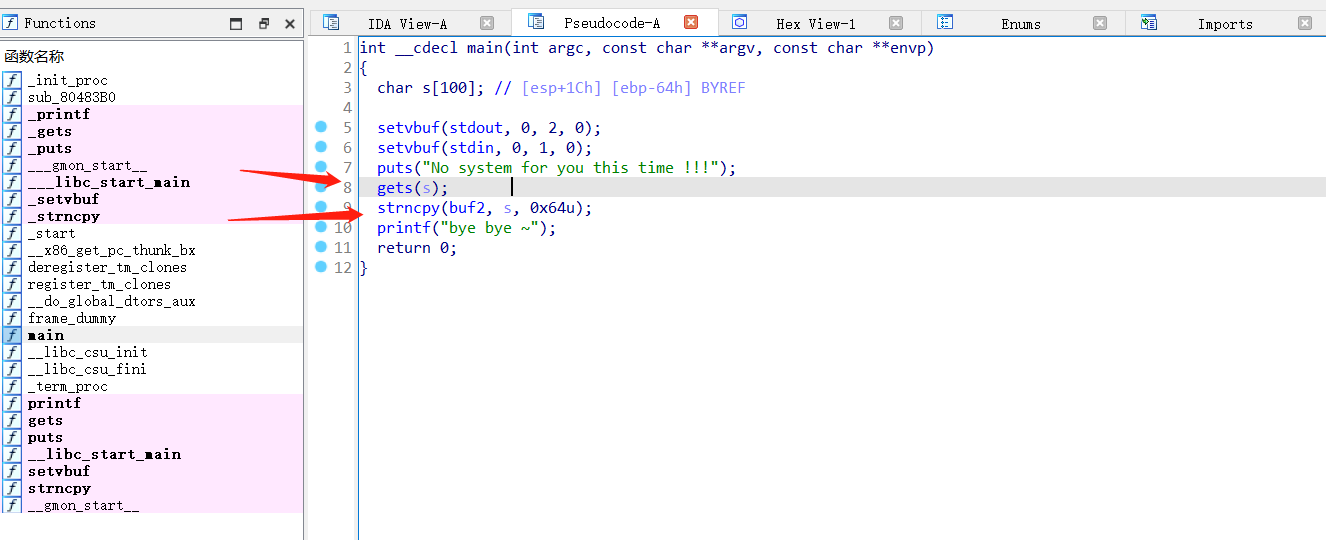 Functions
函数名称
_init_proc
sub_80483B0
_printf
_gets
_puts
___gmon_start__
___libc_start_main
_setvbuf
_strncpy
_start
__x86_get_pc_thunk_bx
deregister_tm_clones
register_tm_clones
__do_global_dtors_aux
frame_dummy
main
__libc_csu_init
__libc_csu_fini
_term_proc
printf
gets
puts
__libc_start_main
setvbuf
strncpy
__gmon_start__
IDA View-A Pseudocode-A Hex View-1 Enums Imports
1 int __cdecl main(int argc, const char **argv, const char **envp)
2 {
3 char s[100]; // [esp+1Ch] [ebp-64h] BYREF
4
5 setvbuf(stdout, 0, 2, 0);
6 setvbuf(stdin, 0, 1, 0);
7 puts("No system for you this time !!!");
8 gets(s);
9 strncpy(buf2, s, 0x64u);
10 printf("bye bye ~");
11 return 0;
12 }